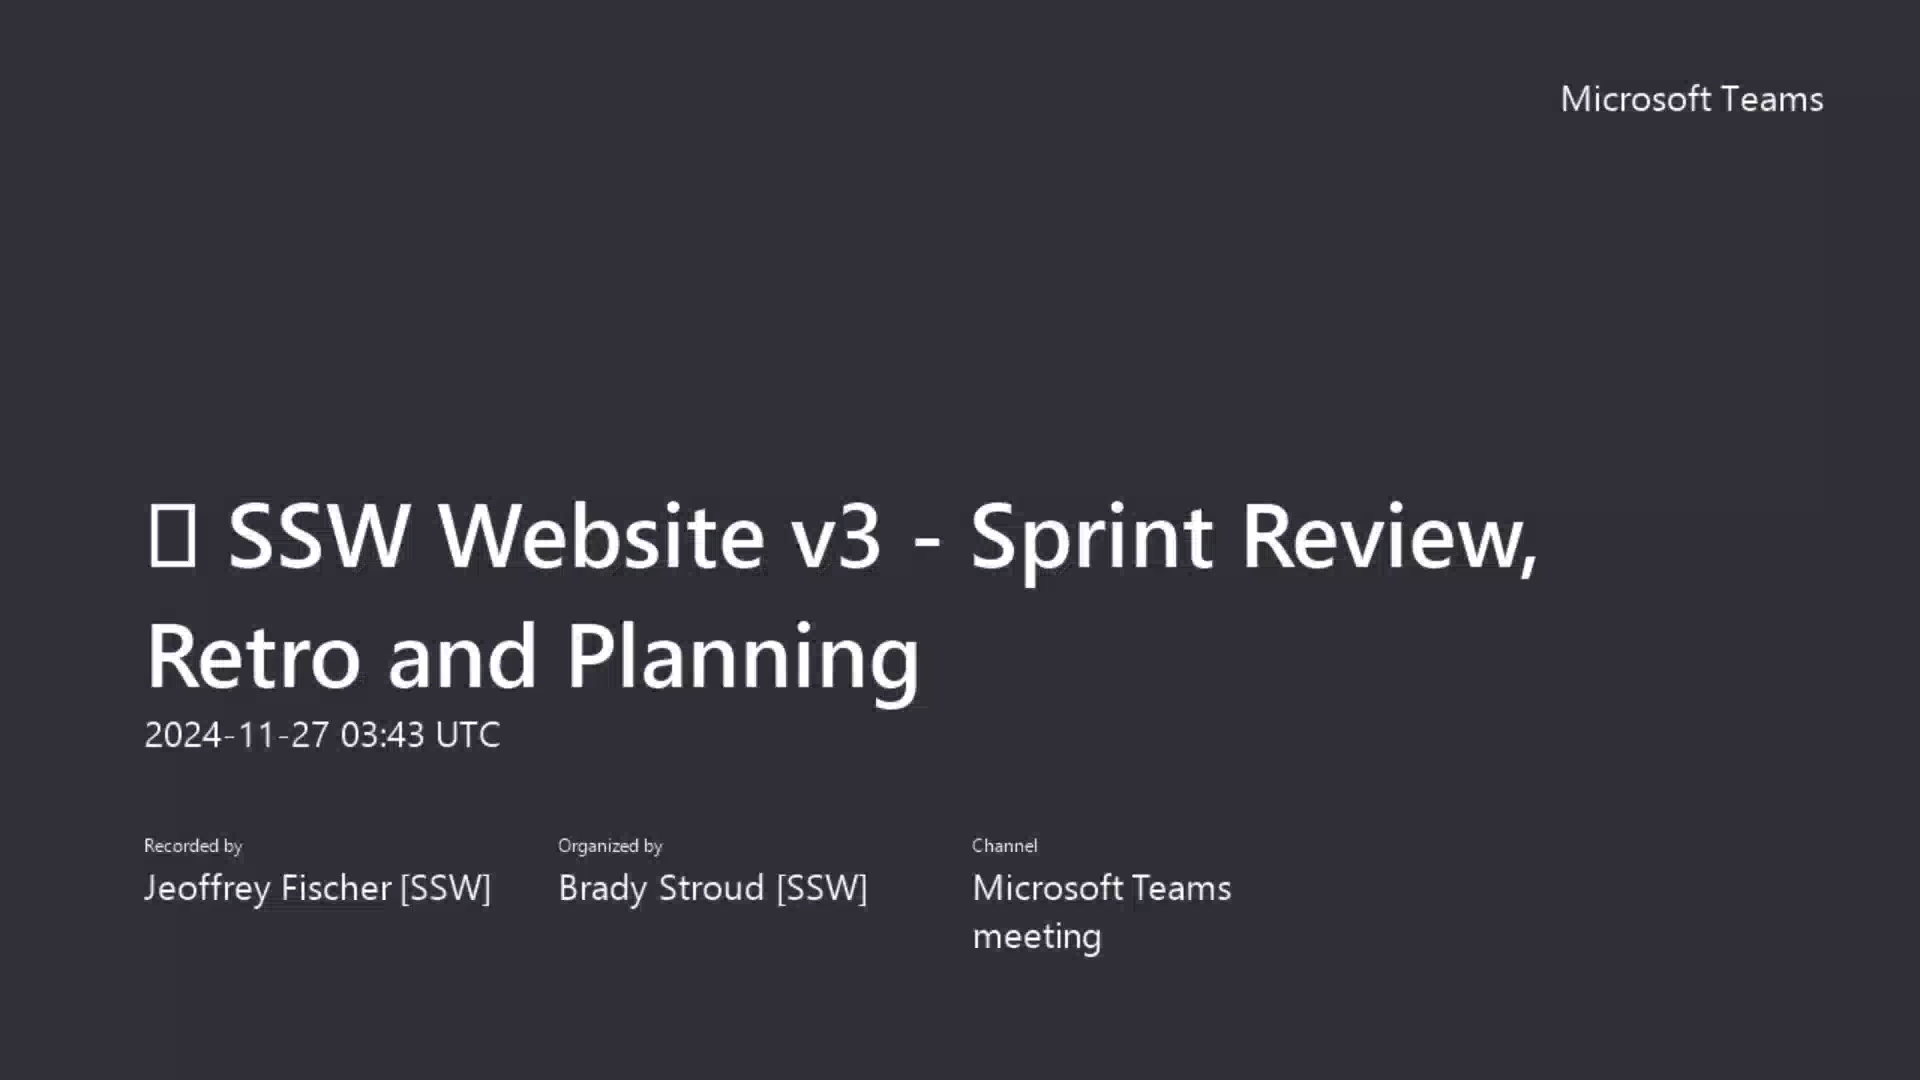 Microsoft Teams
SSW Website v3 - Sprint Review,
Retro and Planning
2024-11-27 03:43 UTC
Recorded by
Jeoffrey Fischer [SSW]
Organized by
Brady Stroud [SSW]
Channel
Microsoft Teams
meeting